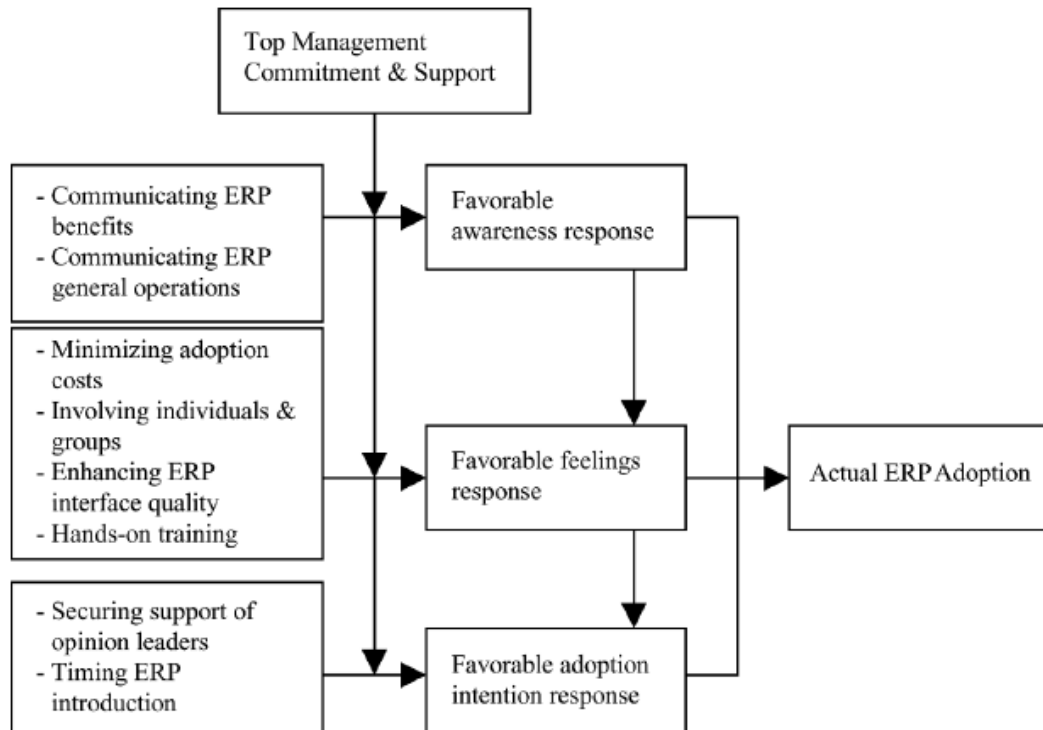 Top Management
Commitment & Support
- Communicating ERP
benefits
- Communicating ERP
general operations
Favorable
awareness response
- Minimizing adoption
costs
- Involving individuals &
groups
- Enhancing ERP
interface quality
- Hands-on training
Favorable feelings
response
Actual ERP Adoption
- Securing support of
opinion leaders
- Timing ERP
introduction
Favorable adoption
intention response